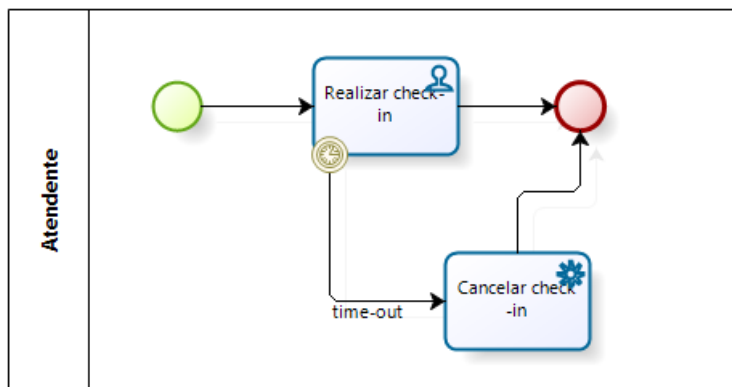 Atendente
Realizar check-
in
time-out
Cancelar check
-in